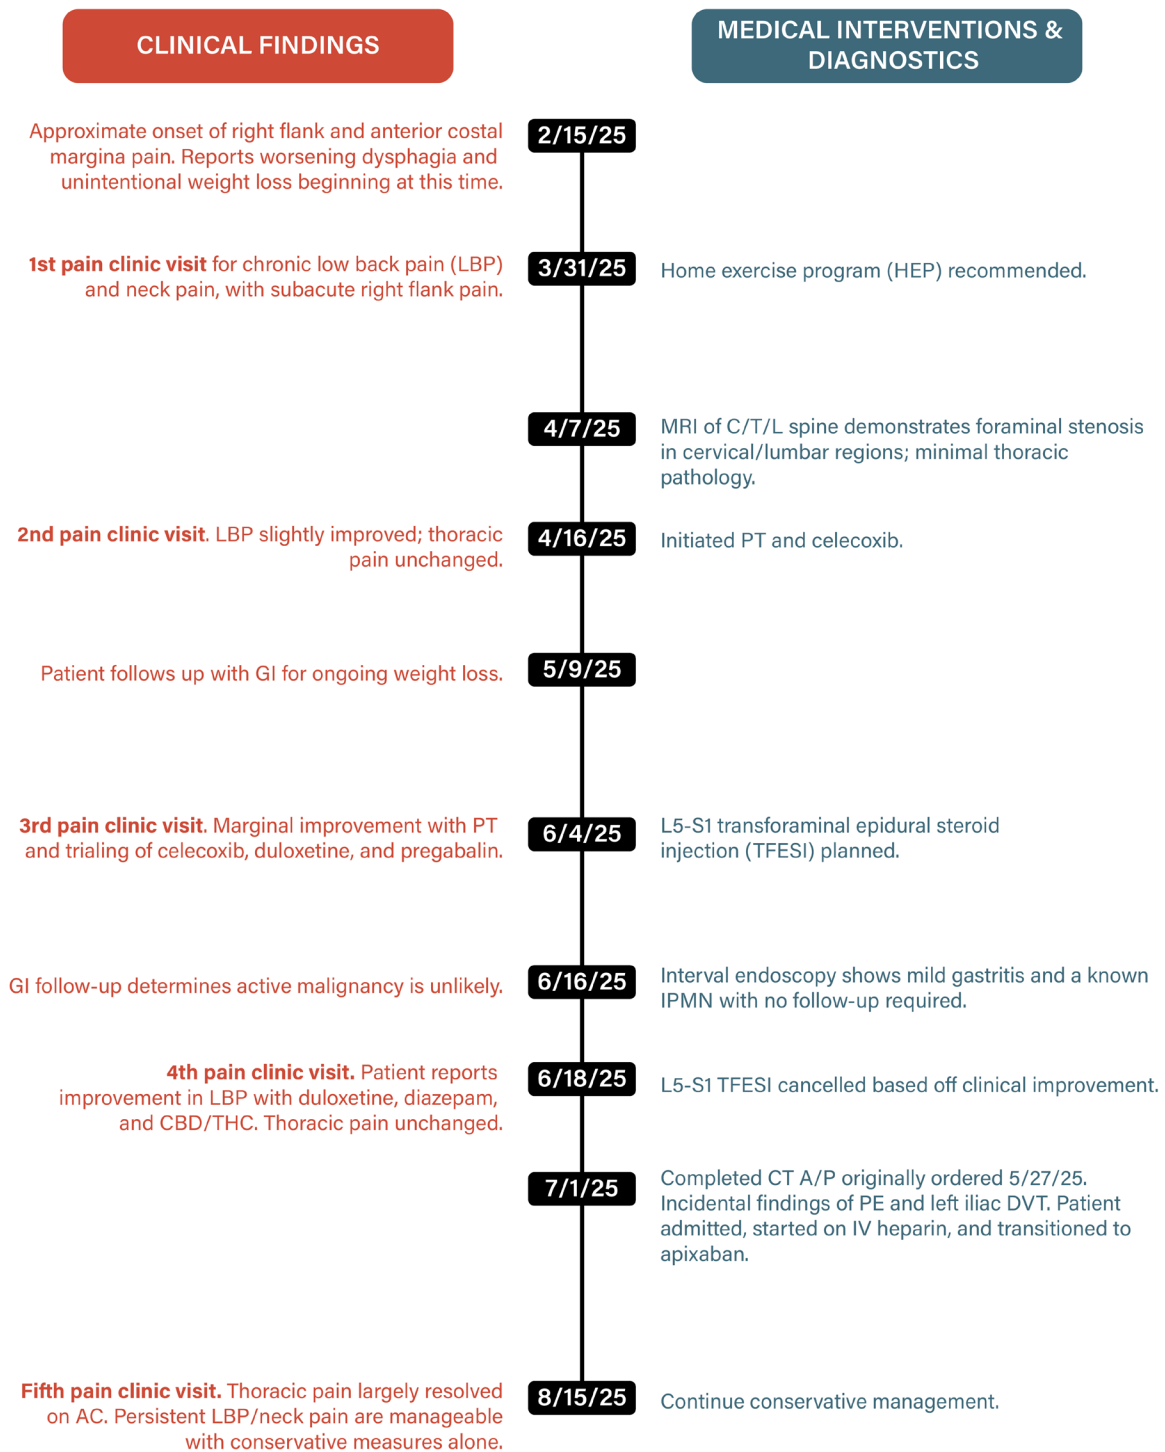 CLINICAL FINDINGS
MEDICAL INTERVENTIONS &
DIAGNOSTICS
Approximate onset of right flank and anterior costal
margina pain. Reports worsening dysphagia and
unintentional weight loss beginning at this time.
2/15/25
1st pain clinic visit for chronic low back pain (LBP)
and neck pain, with subacute right flank pain.
3/31/25
Home exercise program (HEP) recommended.
4/7/25
MRI of C/T/L spine demonstrates foraminal stenosis
in cervical/lumbar regions; minimal thoracic
pathology.
2nd pain clinic visit. LBP slightly improved; thoracic
pain unchanged.
4/16/25
Initiated PT and celecoxib.
Patient follows up with GI for ongoing weight loss.
5/9/25
3rd pain clinic visit. Marginal improvement with PT
and trialing of celecoxib, duloxetine, and pregabalin.
6/4/25
L5-S1 transforaminal epidural steroid
injection (TFESI) planned.
GI follow-up determines active malignancy is unlikely.
6/16/25
Interval endoscopy shows mild gastritis and a known
IPMN with no follow-up required.
4th pain clinic visit. Patient reports
improvement in LBP with duloxetine, diazepam,
and CBD/THC. Thoracic pain unchanged.
6/18/25
L5-S1 TFESI cancelled based off clinical improvement.
7/1/25
Completed CT A/P originally ordered 5/27/25.
Incidental findings of PE and left iliac DVT. Patient
admitted, started on IV heparin, and transitioned to
apixaban.
Fifth pain clinic visit. Thoracic pain largely resolved
on AC. Persistent LBP/neck pain are manageable
with conservative measures alone.
8/15/25
Continue conservative management.